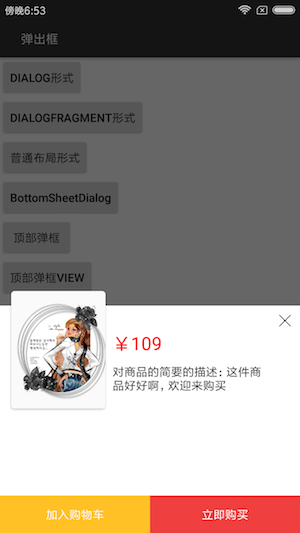 傍晚6:53
弹出框
DIALOG形式
DIALOGFRAGMENT形式
普通布局形式
BottomSheetDialog
顶部弹框
顶部弹框VIEW
￥109
对商品的简要的描述：这件商
品好好啊，欢迎来购买
加入购物车
立即购买